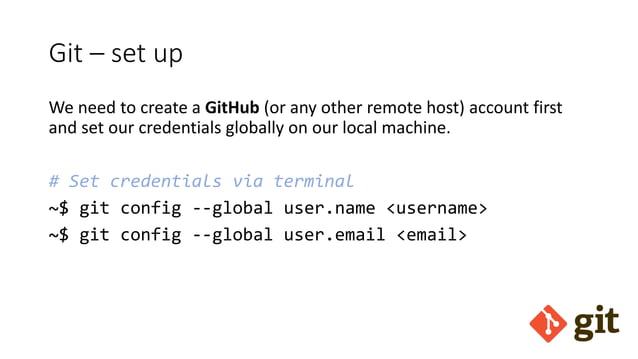 Git – set up
We need to create a GitHub (or any other remote host) account first
and set our credentials globally on our local machine.
# Set credentials via terminal
~$ git config --global user.name <username>
~$ git config --global user.email <email>
git